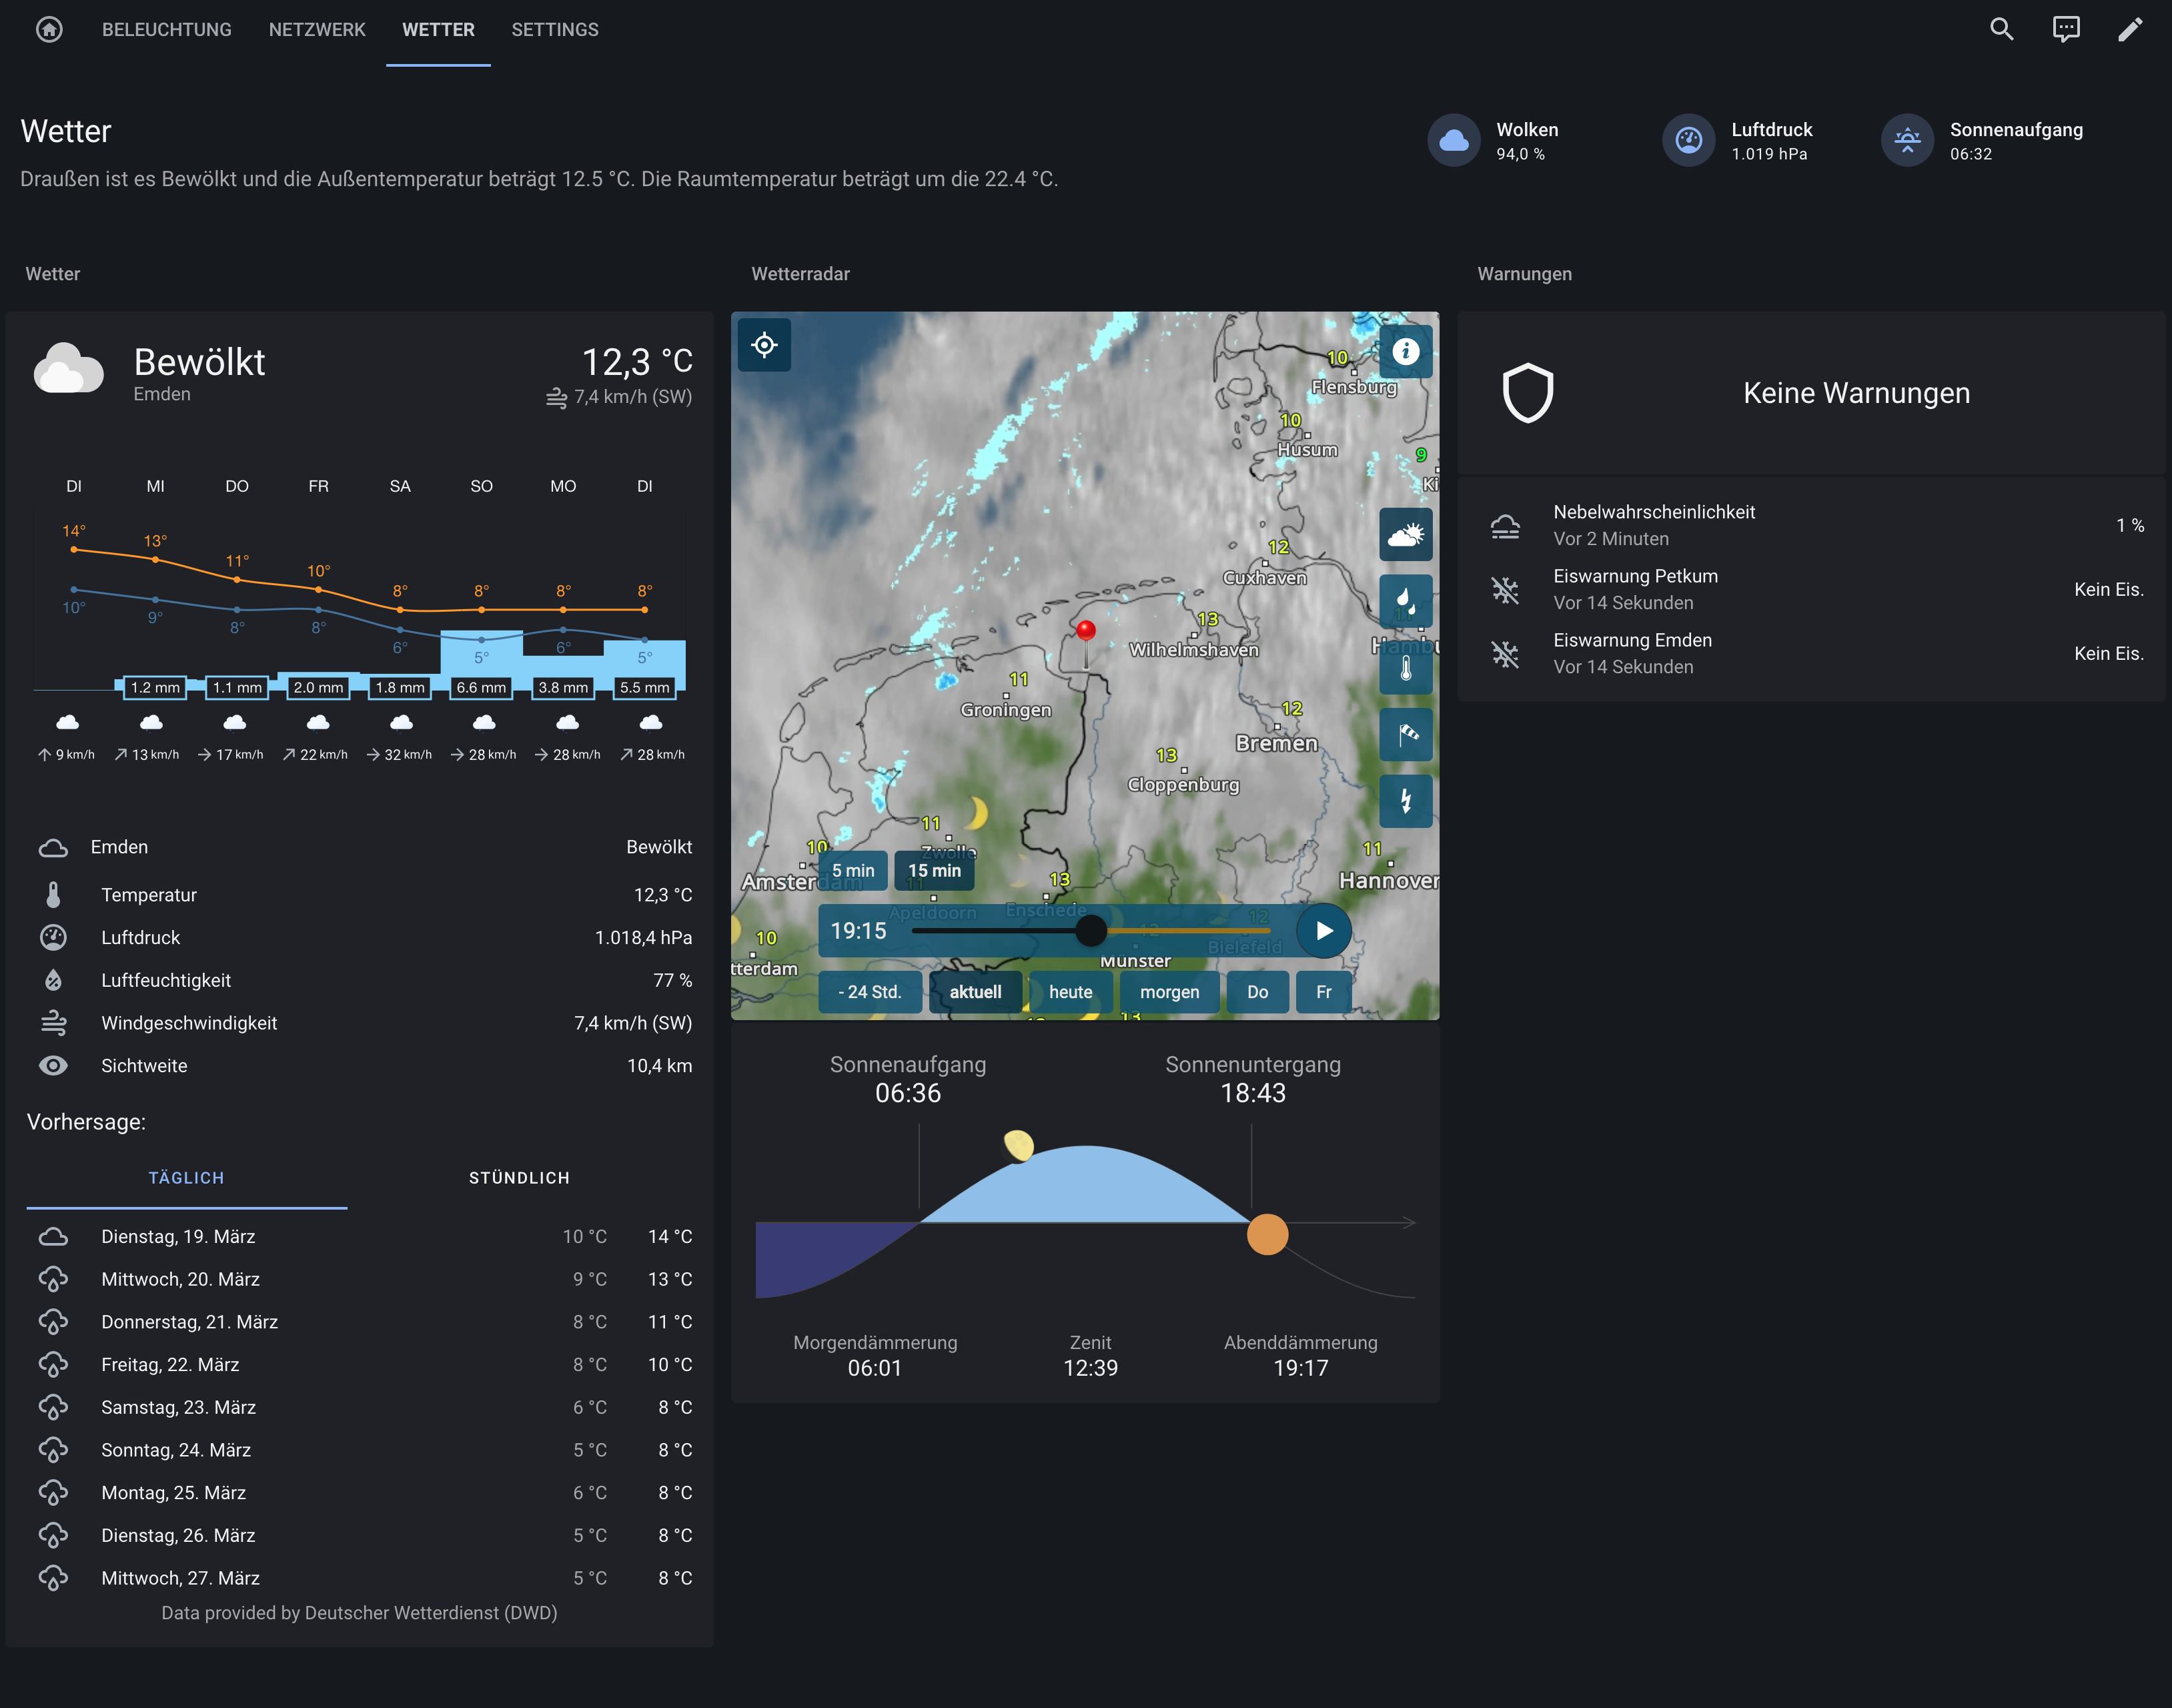 BELEUCHTUNG NETZWERK WETTER SETTINGS
Wetter
Draußen ist es Bewölkt und die Außentemperatur beträgt 12.5 °C. Die Raumtemperatur beträgt um die 22.4 °C.
Wolken
94,0 %
Luftdruck
1.019 hPa
Sonnenaufgang
06:32
Wetter
Bewölkt
Emden
12,3 °C
7,4 km/h (SW)
DI MI DO FR SA SO MO DI
14° 13° 11° 10° 8° 8° 8° 8°
10° 9° 8° 8° 6° 5° 6° 5°
1.2 mm 1.1 mm 2.0 mm 1.8 mm 6.6 mm 3.8 mm 5.5 mm
9 km/h 13 km/h 17 km/h 22 km/h 32 km/h 28 km/h 28 km/h 28 km/h
Emden Bewölkt
Temperatur 12,3 °C
Luftdruck 1.018,4 hPa
Luftfeuchtigkeit 77 %
Windgeschwindigkeit 7,4 km/h (SW)
Sichtweite 10,4 km
Vorhersage:
TÄGLICH STÜNDLICH
Dienstag, 19. März 10 °C 14 °C
Mittwoch, 20. März 9 °C 13 °C
Donnerstag, 21. März 8 °C 11 °C
Freitag, 22. März 8 °C 10 °C
Samstag, 23. März 6 °C 8 °C
Sonntag, 24. März 5 °C 8 °C
Montag, 25. März 6 °C 8 °C
Dienstag, 26. März 5 °C 8 °C
Mittwoch, 27. März 5 °C 8 °C
Data provided by Deutscher Wetterdienst (DWD)
Wetterradar
10
Flensburg
10
Husum
9
Ki
12
Cuxhaven
13
Wilhelmshaven
Hambu
11
Groningen
12
Bremen
13
Cloppenburg
11
Zwolle
10
Amsterdam
11
Hannover
5 min 15 min
11
Apeldoorn
13
Enschede
12
Bielefeld
19:15
12
Münster
10
tterdam
- 24 Std. aktuell heute morgen Do Fr
13
Sonnenaufgang
06:36
Sonnenuntergang
18:43
Morgendämmerung
06:01
Zenit
12:39
Abenddämmerung
19:17
Warnungen
Keine Warnungen
Nebelwahrscheinlichkeit
Vor 2 Minuten
1 %
Eiswarnung Petkum
Vor 14 Sekunden
Kein Eis.
Eiswarnung Emden
Vor 14 Sekunden
Kein Eis.